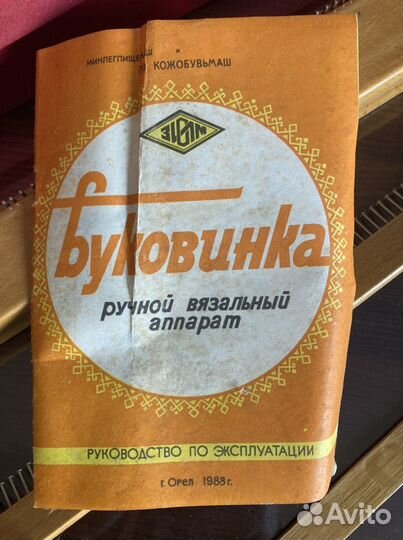 МИНЛЕГПИЩЕМАШ
КОЖОБУВЬМАШ
Буковинка
ручной вязальный
аппарат
РУКОВОДСТВО ПО ЭКСПЛУАТАЦИИ
г. Орел 1988 г.
Avito